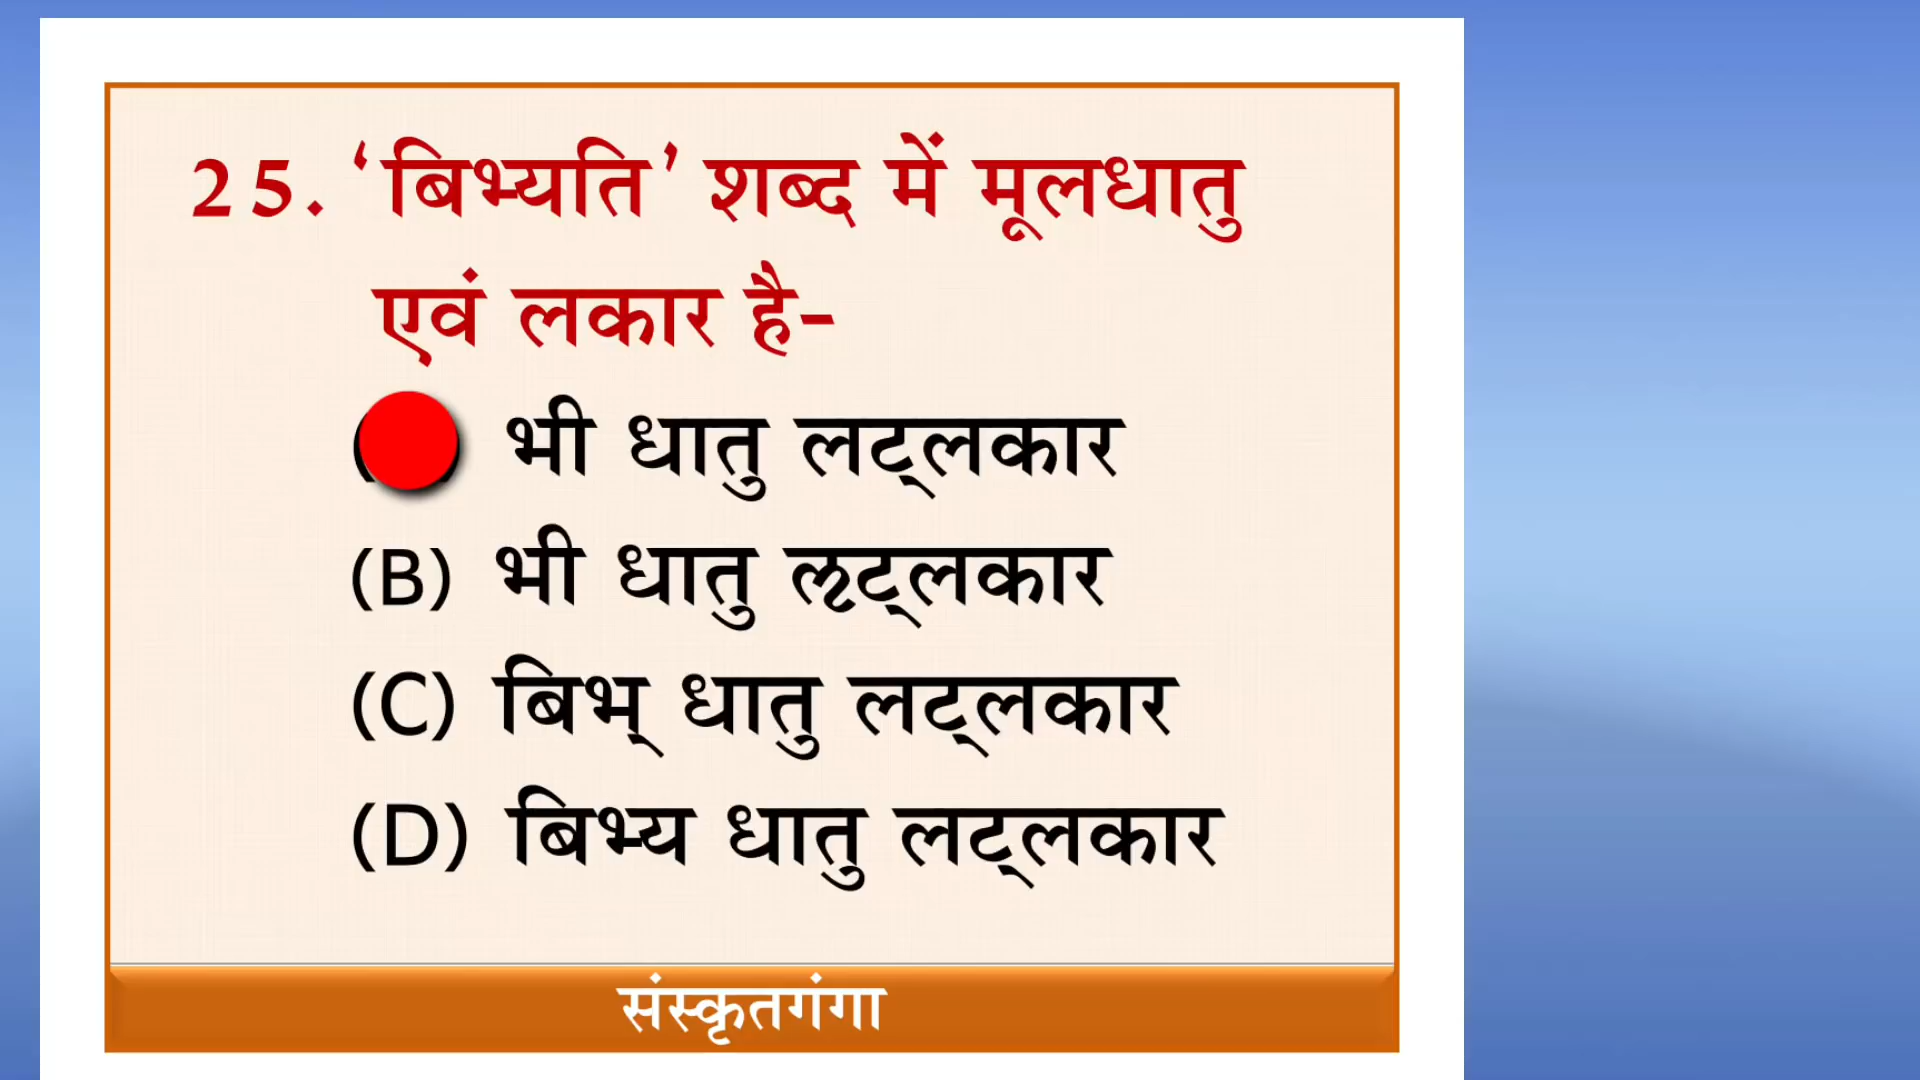 25. ‘बिभ्यति’ शब्द में मूलधातु
एवं लकार है-
भी धातु लट्लकार
(B) भी धातु लृट्लकार
(C) बिभ् धातु लट्लकार
(D) बिभ्य धातु लट्लकार
संस्कृतगंगा